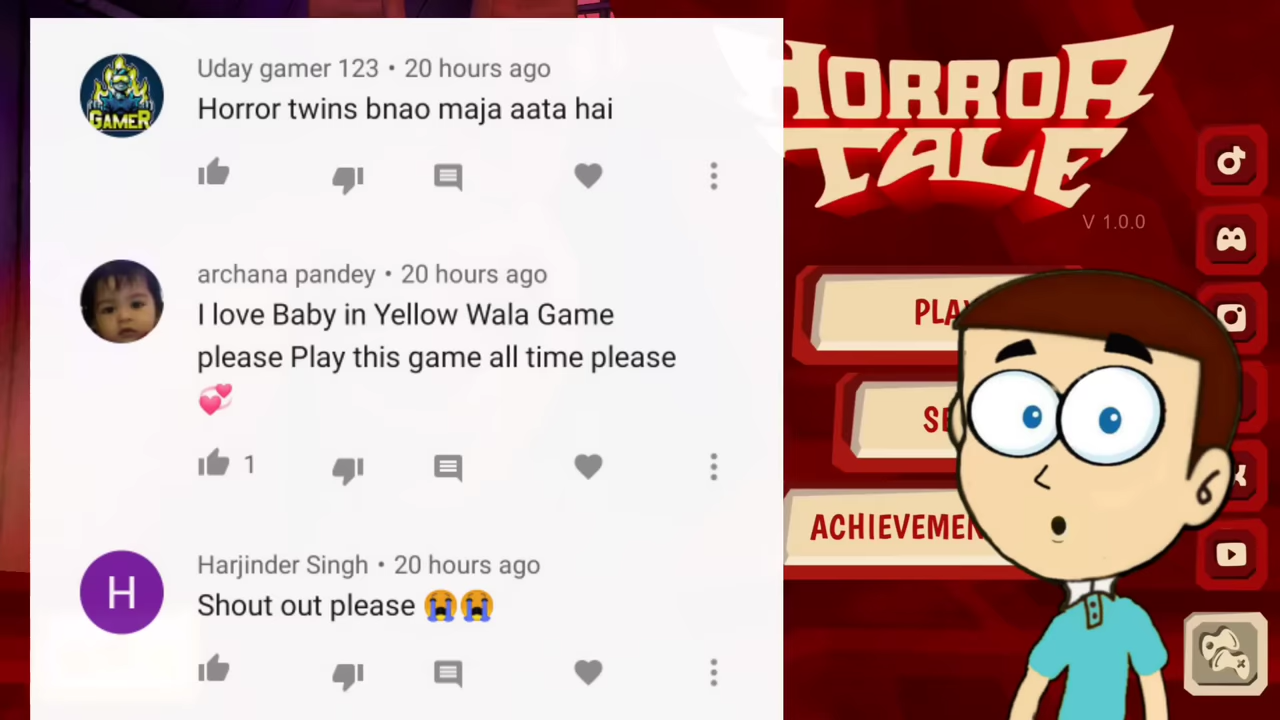 GAMER
Uday gamer 123 • 20 hours ago
Horror twins bnao maja aata hai
archana pandey • 20 hours ago
I love Baby in Yellow Wala Game
please Play this game all time please
💞
1
H
Harjinder Singh • 20 hours ago
Shout out please 😭😭
HORROR
TALE
V 1.0.0
PLAY
SE
ACHIEVEMEN